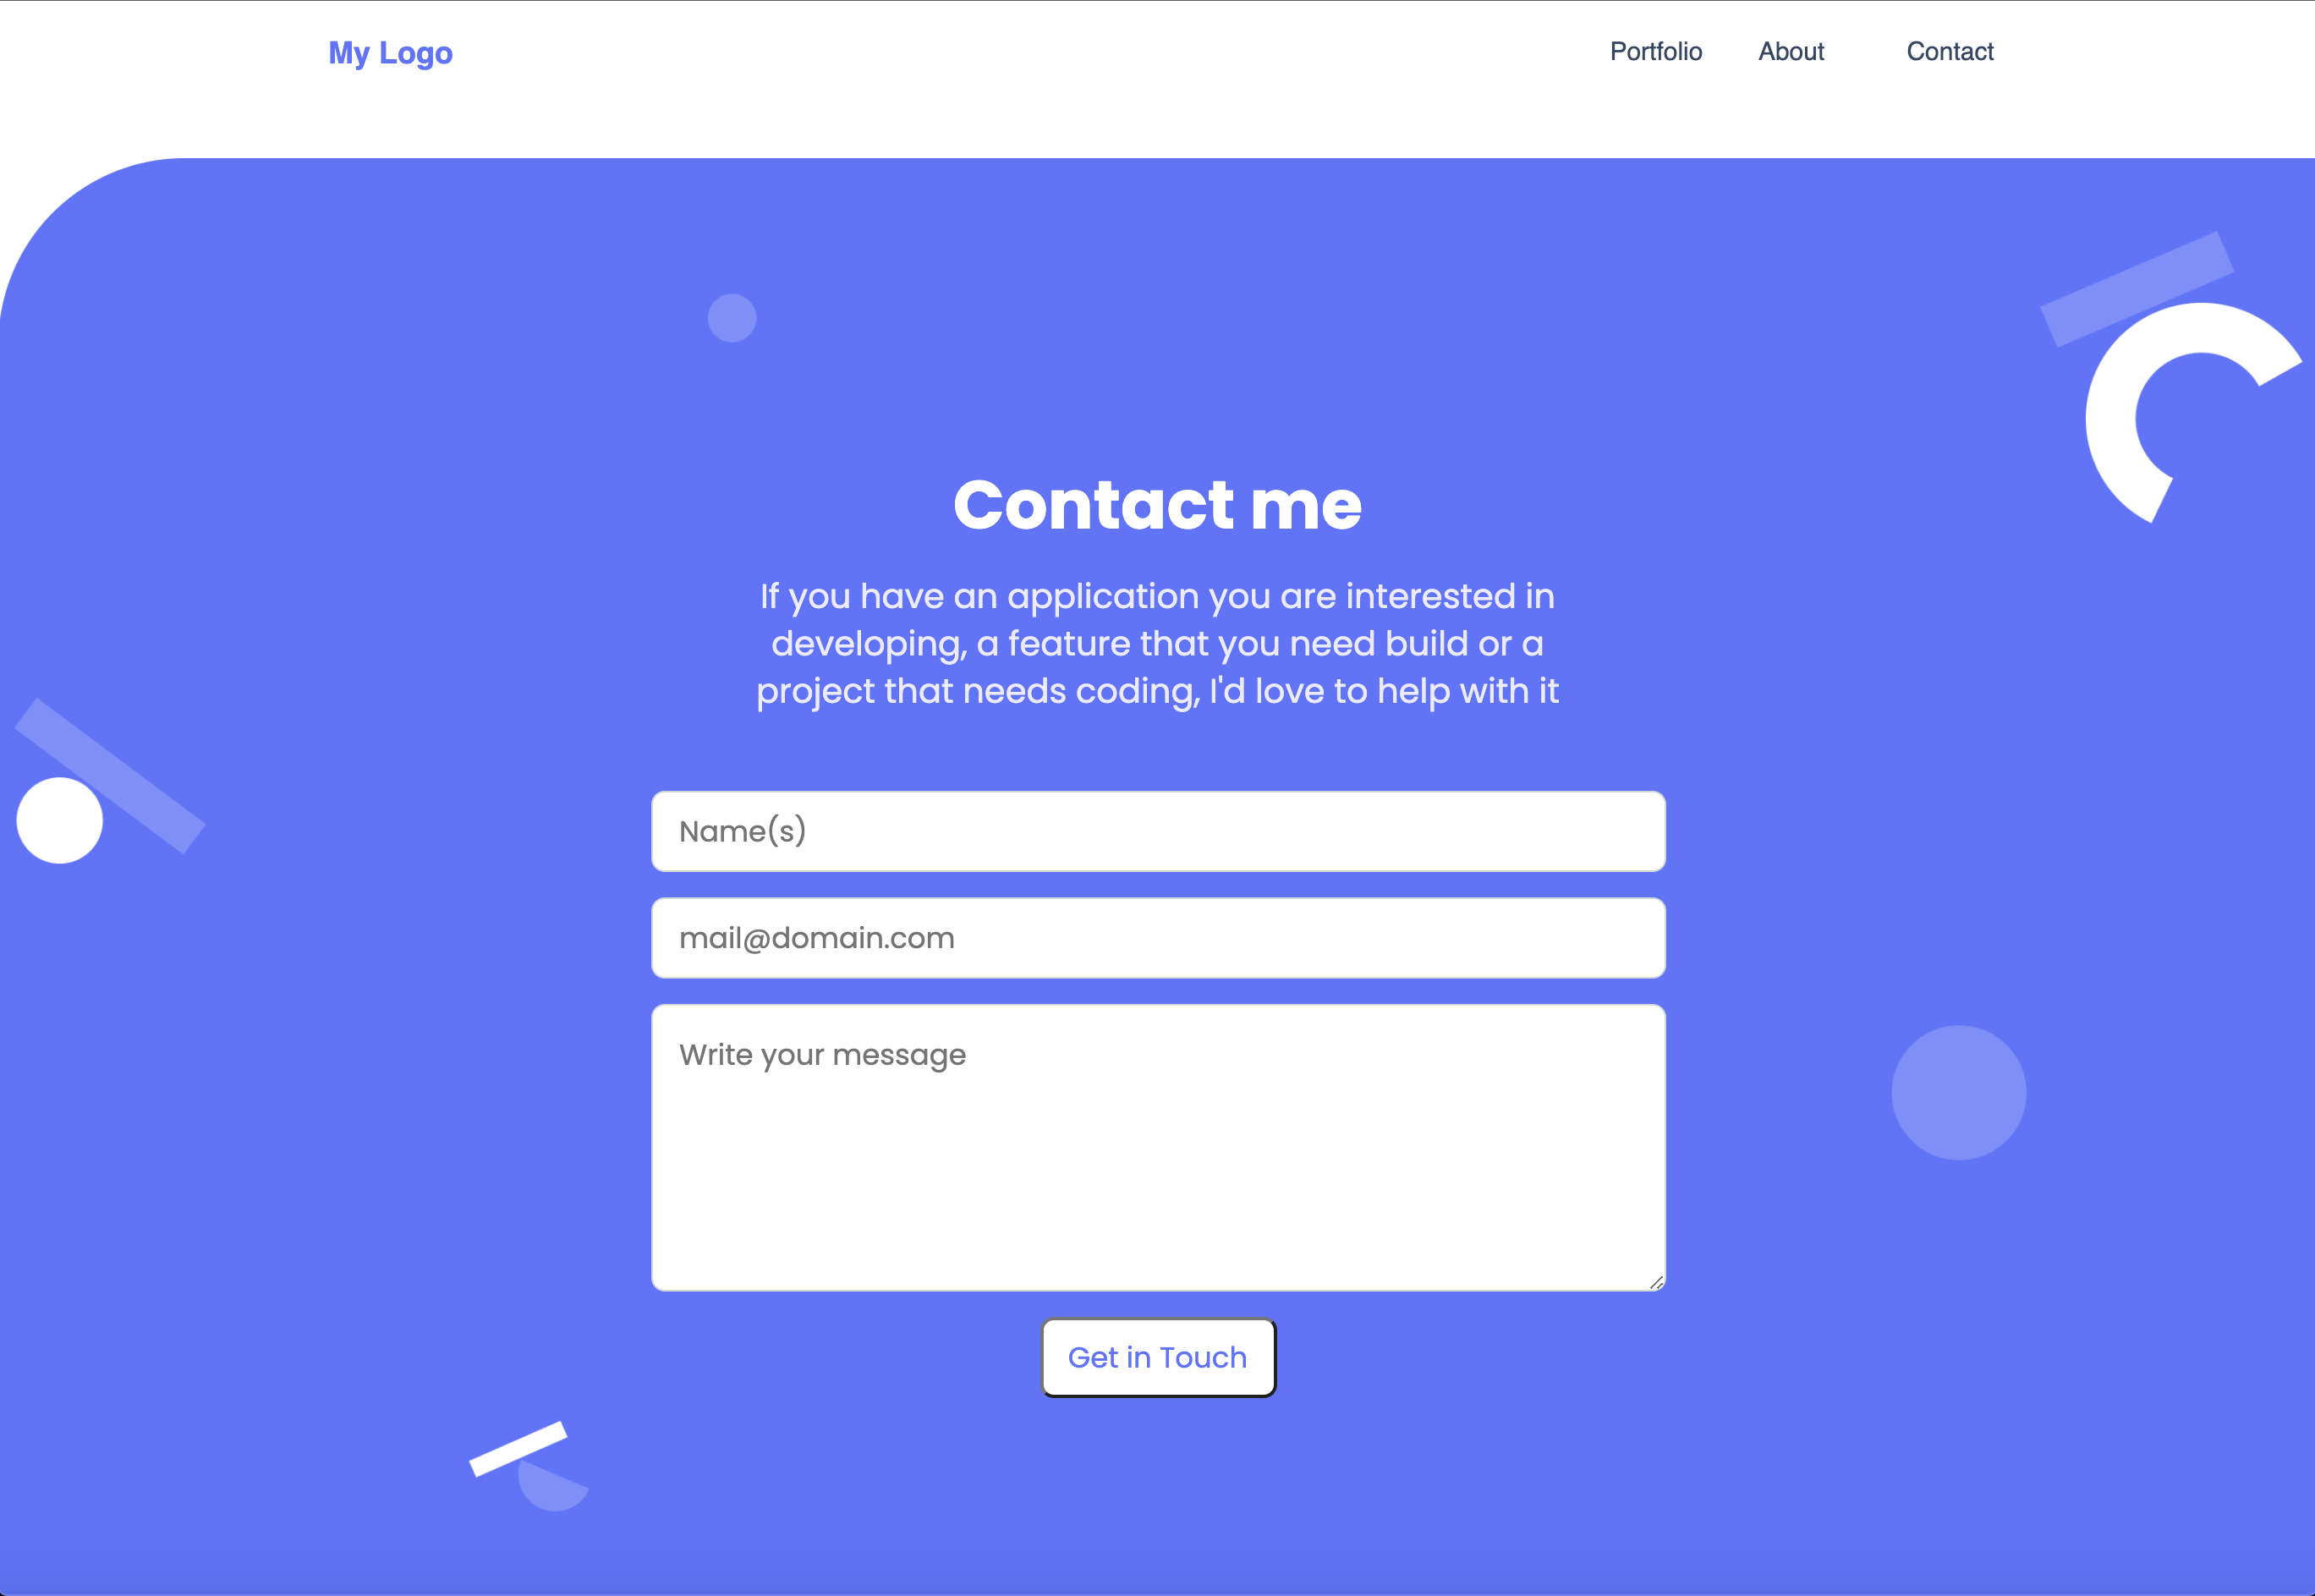 My Logo
Portfolio About Contact
Contact me
If you have an application you are interested in
developing, a feature that you need build or a
project that needs coding, I'd love to help with it
Name(s)
mail@domain.com
Write your message
Get in Touch